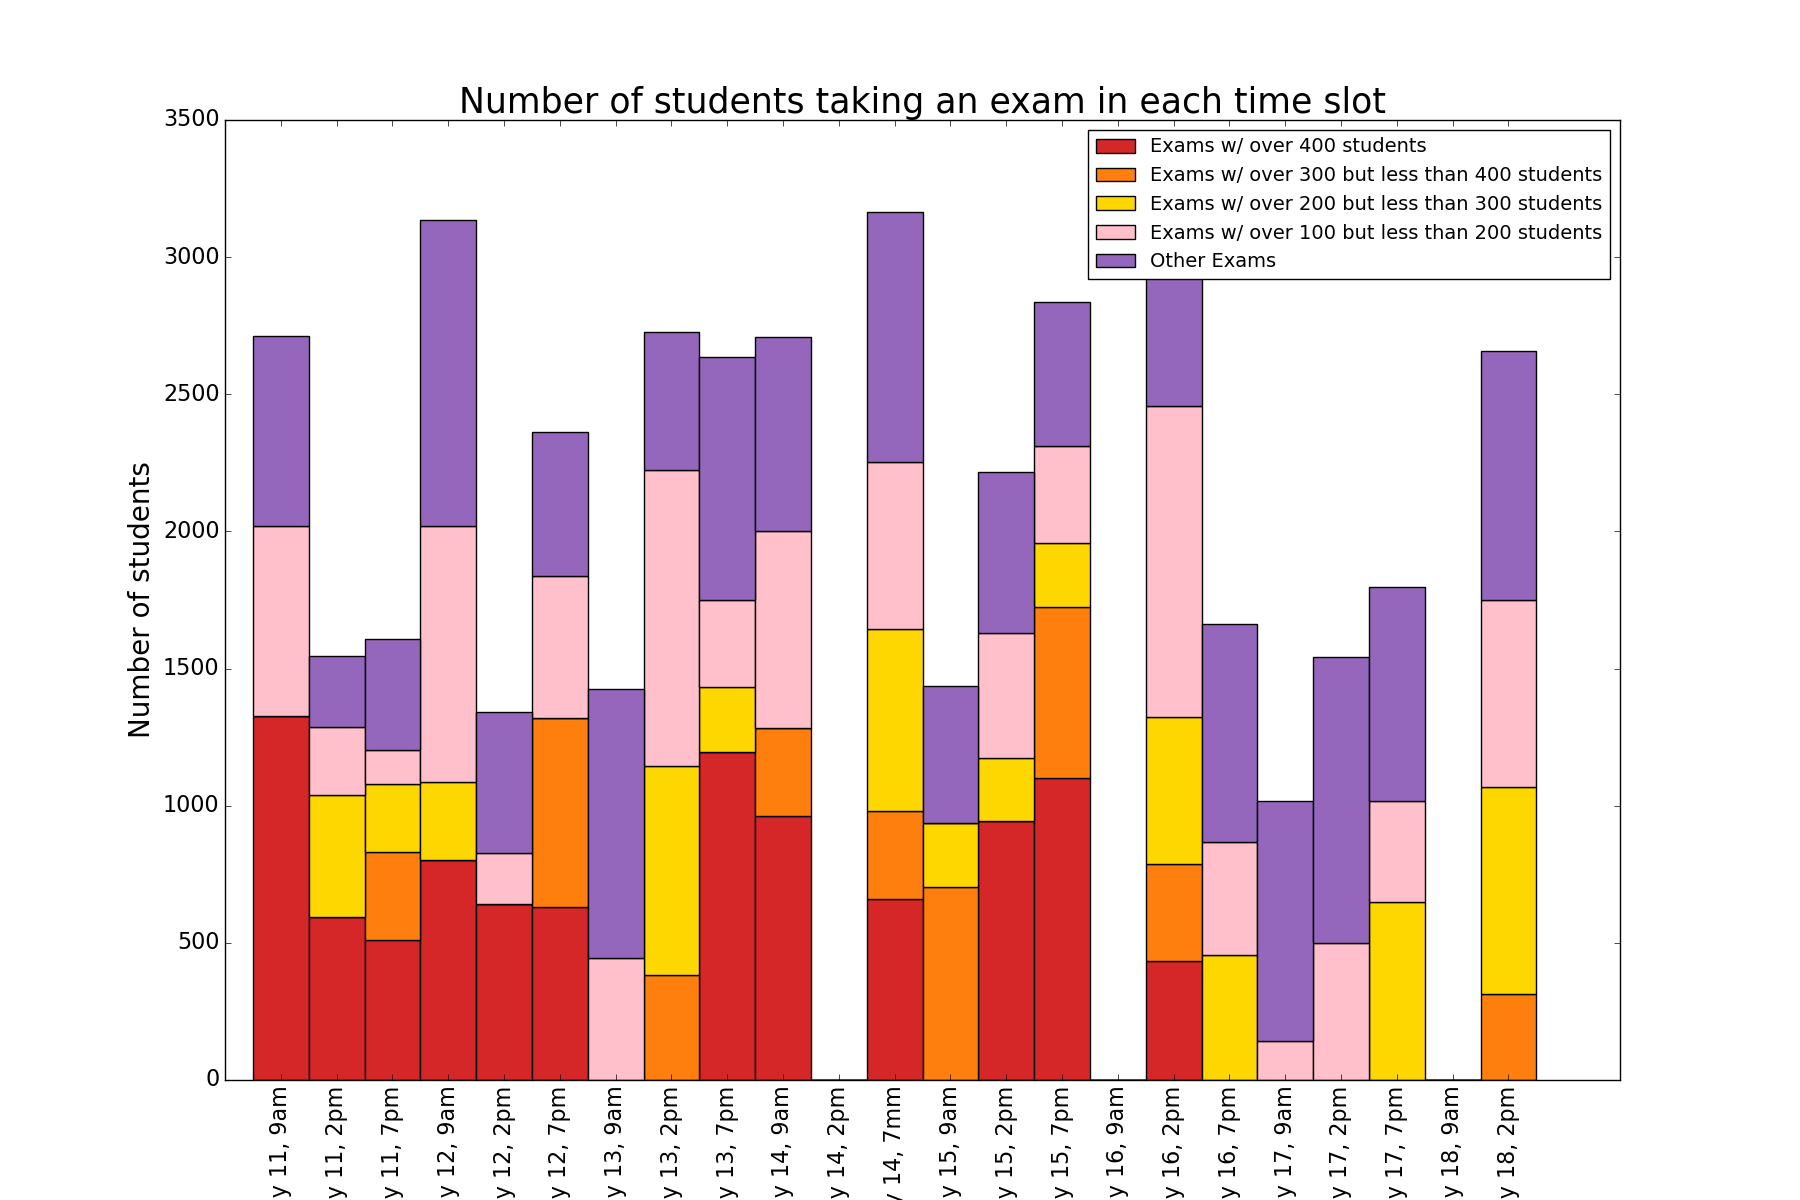 Number of students taking an exam in each time slot
3500
3000
2500
2000
1500
1000
500
0
Number of students
Exams w/ over 400 students
Exams w/ over 300 but less than 400 students
Exams w/ over 200 but less than 300 students
Exams w/ over 100 but less than 200 students
Other Exams
y 11, 9am
y 11, 2pm
y 11, 7pm
y 12, 9am
y 12, 2pm
y 12, 7pm
y 13, 9am
y 13, 2pm
y 13, 7pm
y 14, 9am
y 14, 2pm
y 14, 7mm
y 15, 9am
y 15, 2pm
y 15, 7pm
y 16, 9am
y 16, 2pm
y 16, 7pm
y 17, 9am
y 17, 2pm
y 17, 7pm
y 18, 9am
y 18, 2pm